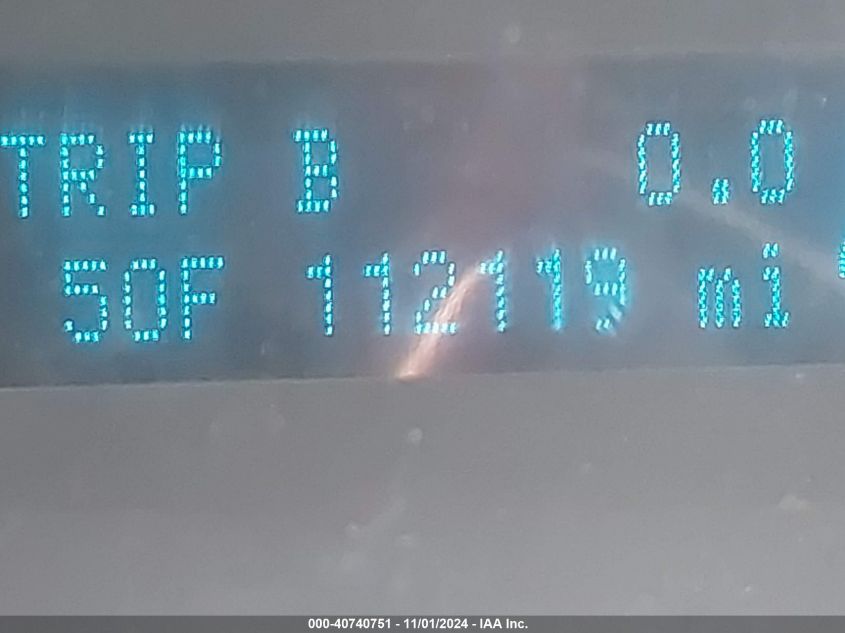 TRIP B 0.0
50F 112119 mi
000-40740751 - 11/01/2024 - IAA Inc.